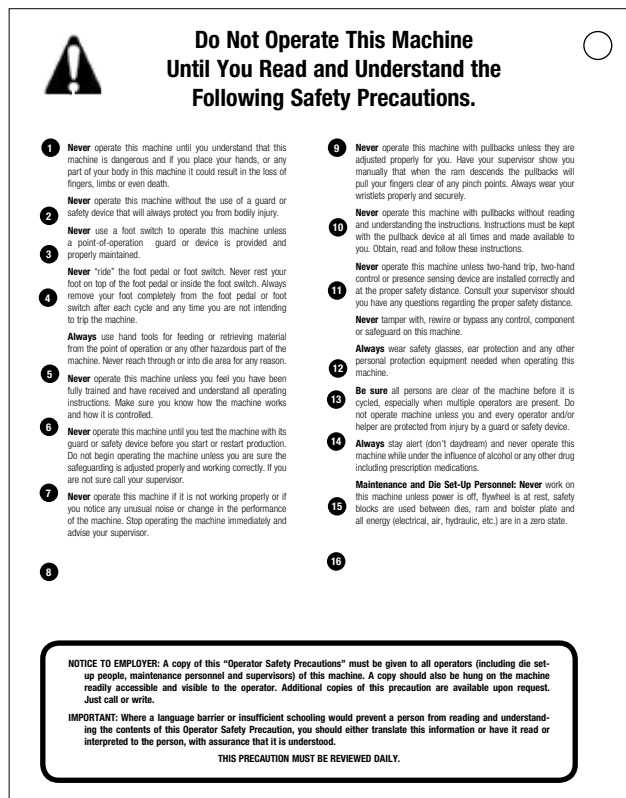 Do Not Operate This Machine
Until You Read and Understand the
Following Safety Precautions.
1 Never operate this machine until you understand that this
machine is dangerous and if you place your hands, or any
part of your body in this machine it could result in the loss of
fingers, limbs or even death.
Never operate this machine without the use of a guard or
2 safety device that will always protect you from bodily injury.
Never use a foot switch to operate this machine unless
a point-of-operation guard or device is provided and
3 properly maintained.
Never “ride” the foot pedal or foot switch. Never rest your
foot on top of the foot pedal or inside the foot switch. Always
4 remove your foot completely from the foot pedal or foot
switch after each cycle and any time you are not intending
to trip the machine.
Always use hand tools for feeding or retrieving material
from the point of operation or any other hazardous part of the
machine. Never reach through or into die area for any reason.
5 Never operate this machine unless you feel you have been
fully trained and have received and understand all operating
instructions. Make sure you know how the machine works
and how it is controlled.
6 Never operate this machine until you test the machine with its
guard or safety device before you start or restart production.
Do not begin operating the machine unless you are sure the
safeguarding is adjusted properly and working correctly. If you
are not sure call your supervisor.
7 Never operate this machine if it is not working properly or if
you notice any unusual noise or change in the performance
of the machine. Stop operating the machine immediately and
advise your supervisor.
8
9 Never operate this machine with pullbacks unless they are
adjusted properly for you. Have your supervisor show you
manually that when the ram descends the pullbacks will
pull your fingers clear of any pinch points. Always wear your
wristlets properly and securely.
Never operate this machine with pullbacks without reading
10 and understanding the instructions. Instructions must be kept
with the pullback device at all times and made available to
you. Obtain, read and follow these instructions.
Never operate this machine unless two-hand trip, two-hand
control or presence sensing device are installed correctly and
11 at the proper safety distance. Consult your supervisor should
you have any questions regarding the proper safety distance.
Never tamper with, rewire or bypass any control, component
or safeguard on this machine.
Always wear safety glasses, ear protection and any other
12 personal protection equipment needed when operating this
machine.
13 Be sure all persons are clear of the machine before it is
cycled, especially when multiple operators are present. Do
not operate machine unless you and every operator and/or
helper are protected from injury by a guard or safety device.
14 Always stay alert (don’t daydream) and never operate this
machine while under the influence of alcohol or any other drug
including prescription medications.
Maintenance and Die Set-Up Personnel: Never work on
this machine unless power is off, flywheel is at rest, safety
15 blocks are used between dies, ram and bolster plate and
all energy (electrical, air, hydraulic, etc.) are in a zero state.
16
NOTICE TO EMPLOYER: A copy of this “Operator Safety Precautions” must be given to all operators (including die set-
up people, maintenance personnel and supervisors) of this machine. A copy should also be hung on the machine
readily accessible and visible to the operator. Additional copies of this precaution are available upon request.
Just call or write.
IMPORTANT: Where a language barrier or insufficient schooling would prevent a person from reading and understand-
ing the contents of this Operator Safety Precaution, you should either translate this information or have it read or
interpreted to the person, with assurance that it is understood.
THIS PRECAUTION MUST BE REVIEWED DAILY.